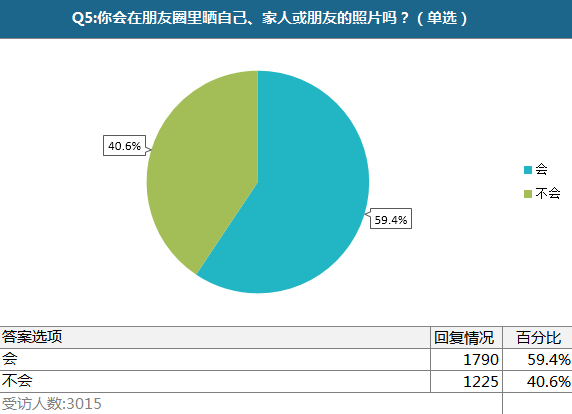 Q5:你会在朋友圈里晒自己、家人或朋友的照片吗？（单选）
40.6%
59.4%
会
不会
答案选项 回复情况 百分比
会 1790 59.4%
不会 1225 40.6%
受访人数:3015